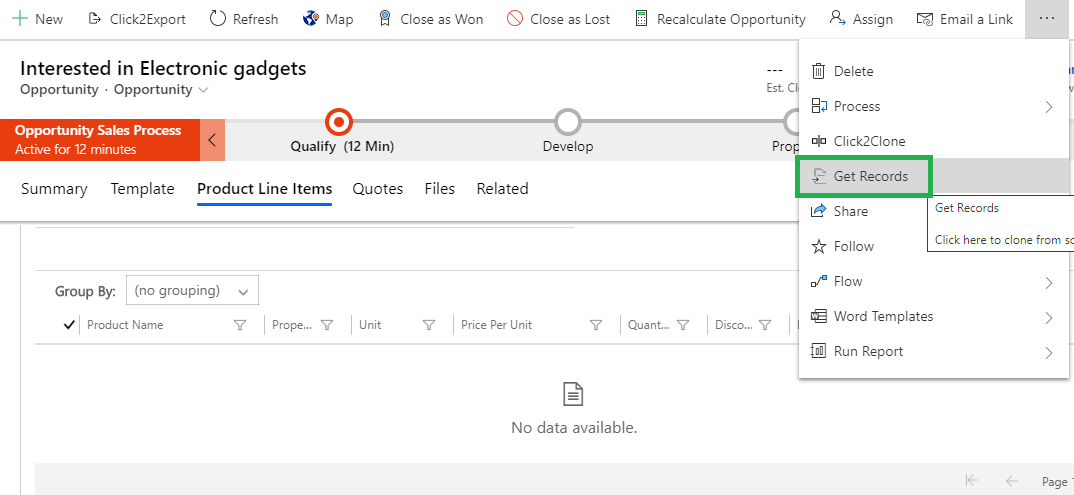 New Click2Export Refresh Map Close as Won Close as Lost Recalculate Opportunity Assign Email a Link ...
Interested in Electronic gadgets
Opportunity · Opportunity
---
Est. Cl
Opportunity Sales Process
Active for 12 minutes
Qualify (12 Min)
Develop
Prop
Summary Template Product Line Items Quotes Files Related
Delete
Process
Click2Clone
Get Records
Share
Follow
Flow
Word Templates
Run Report
Get Records
Click here to clone from so
Group By: (no grouping)
Product Name Prope... Unit Price Per Unit Quant... Disco...
No data available.
Page